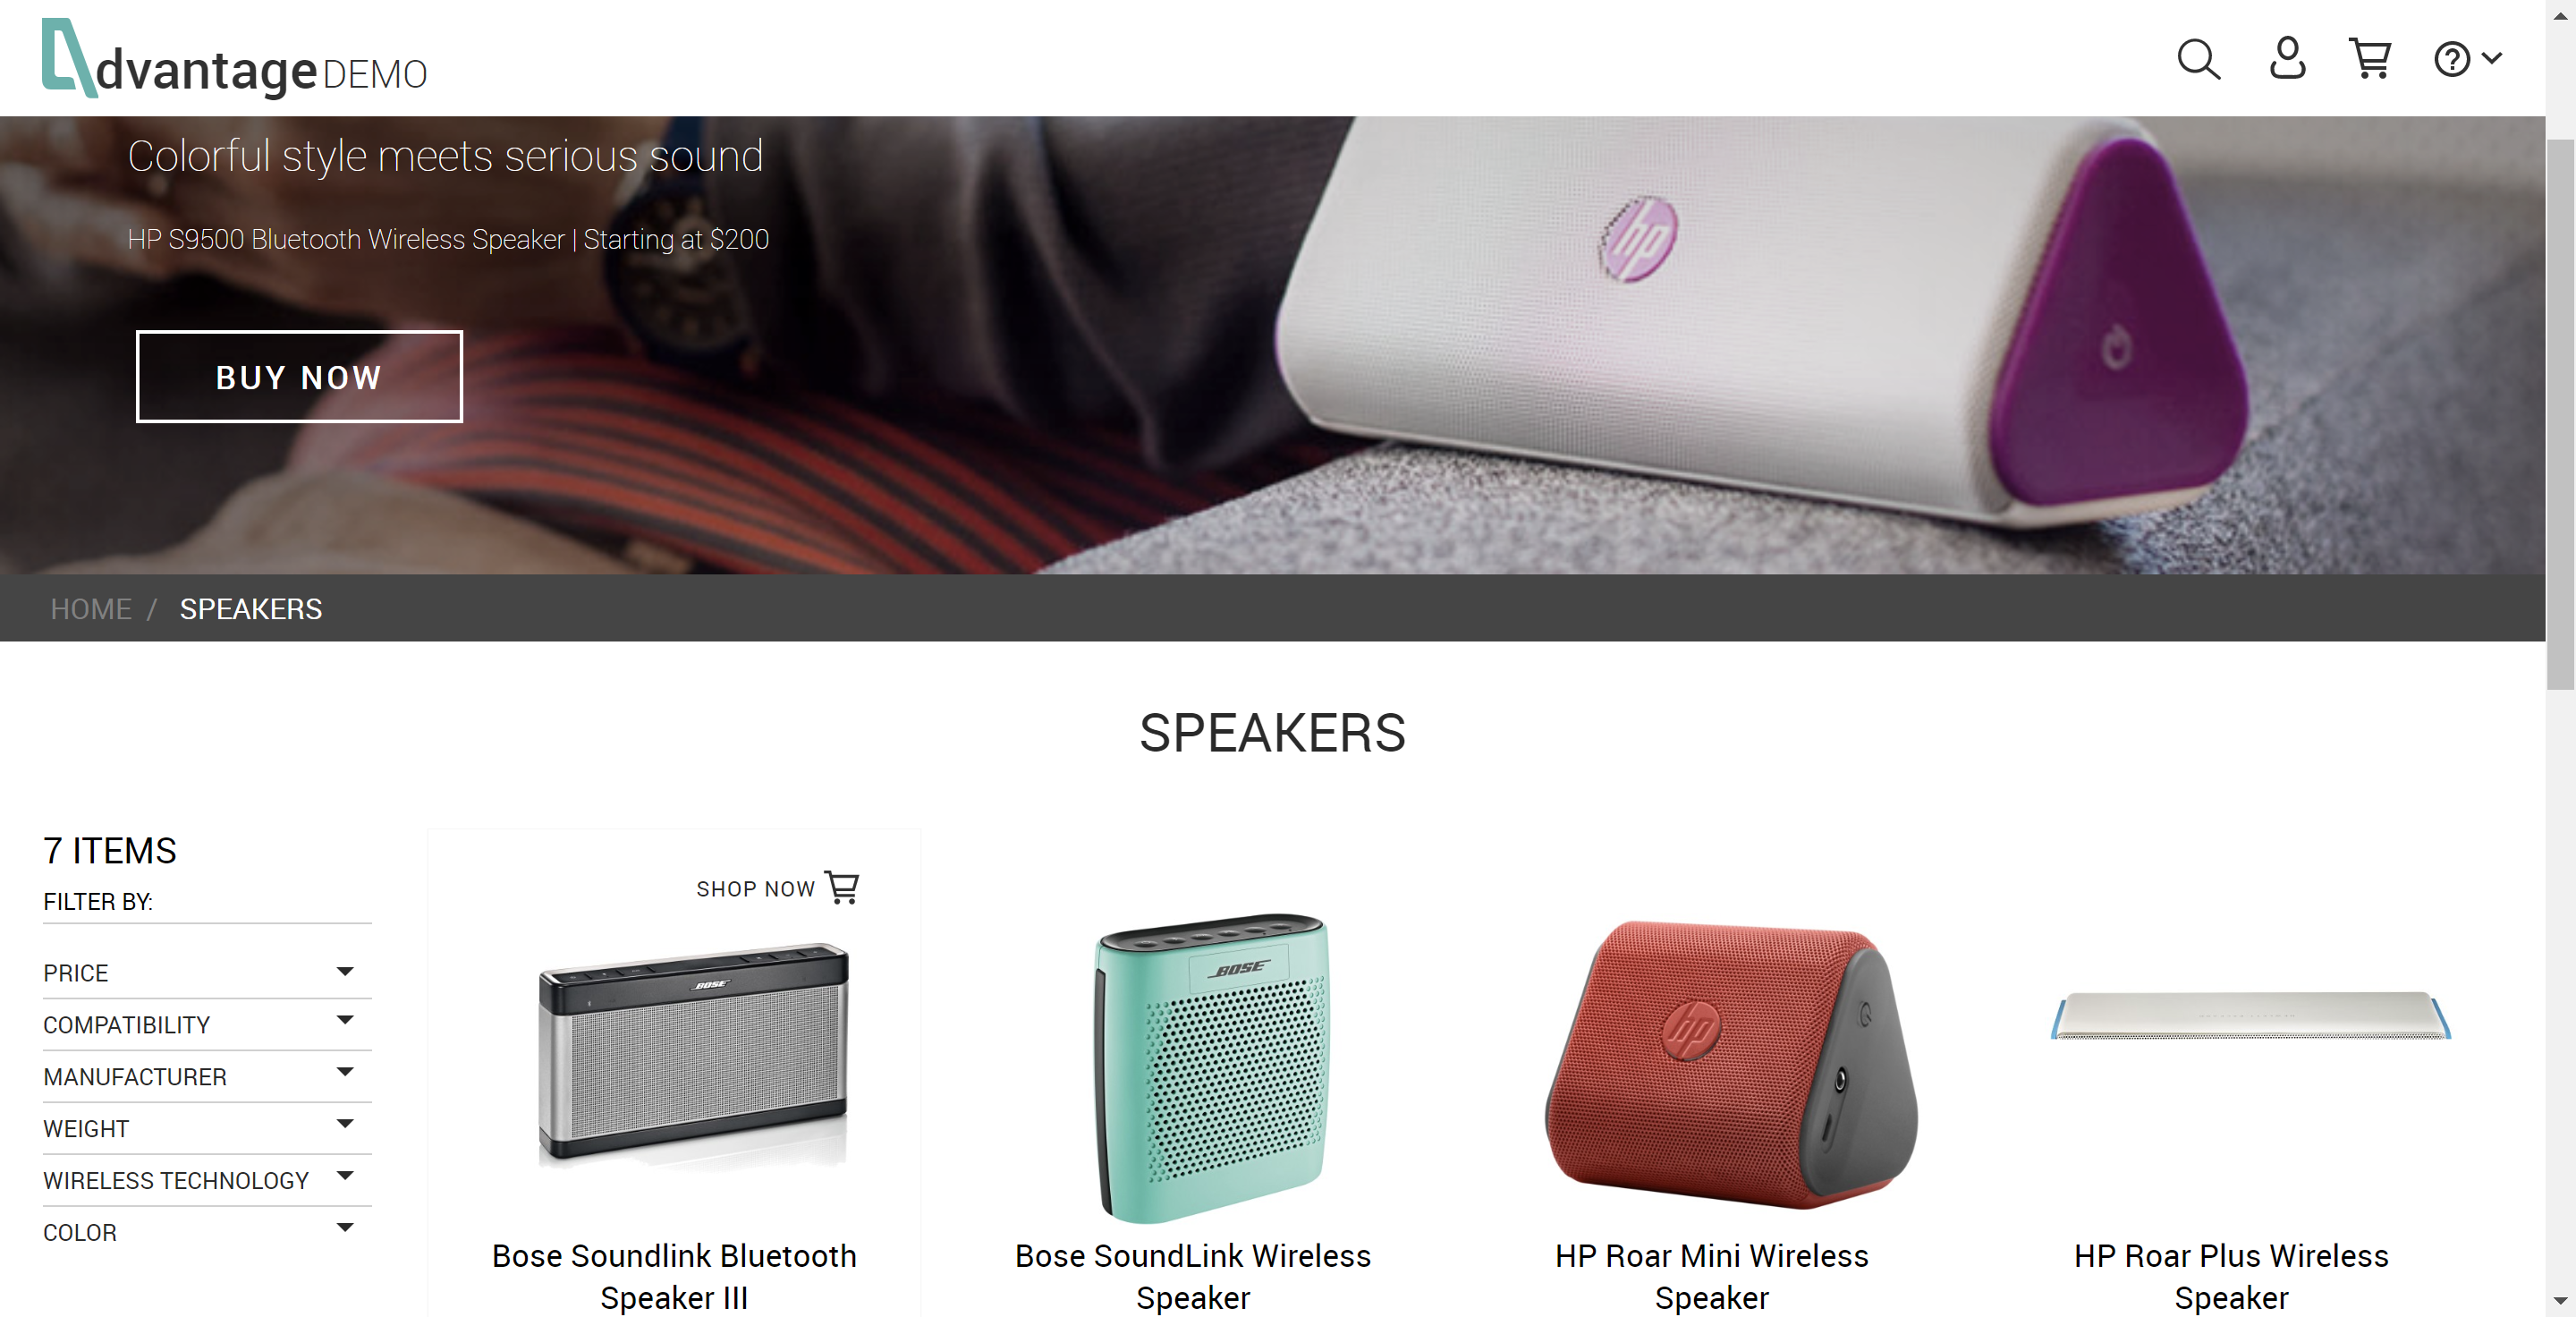 dvantage DEMO
Colorful style meets serious sound
HP S9500 Bluetooth Wireless Speaker | Starting at $200
hp
BUY NOW
HOME / SPEAKERS
SPEAKERS
7 ITEMS
FILTER BY:
PRICE
COMPATIBILITY
MANUFACTURER
WEIGHT
WIRELESS TECHNOLOGY
COLOR
SHOP NOW
BOSE
BOSE
hp
Bose Soundlink Bluetooth
Speaker III
Bose SoundLink Wireless
Speaker
HP Roar Mini Wireless
Speaker
HP Roar Plus Wireless
Speaker